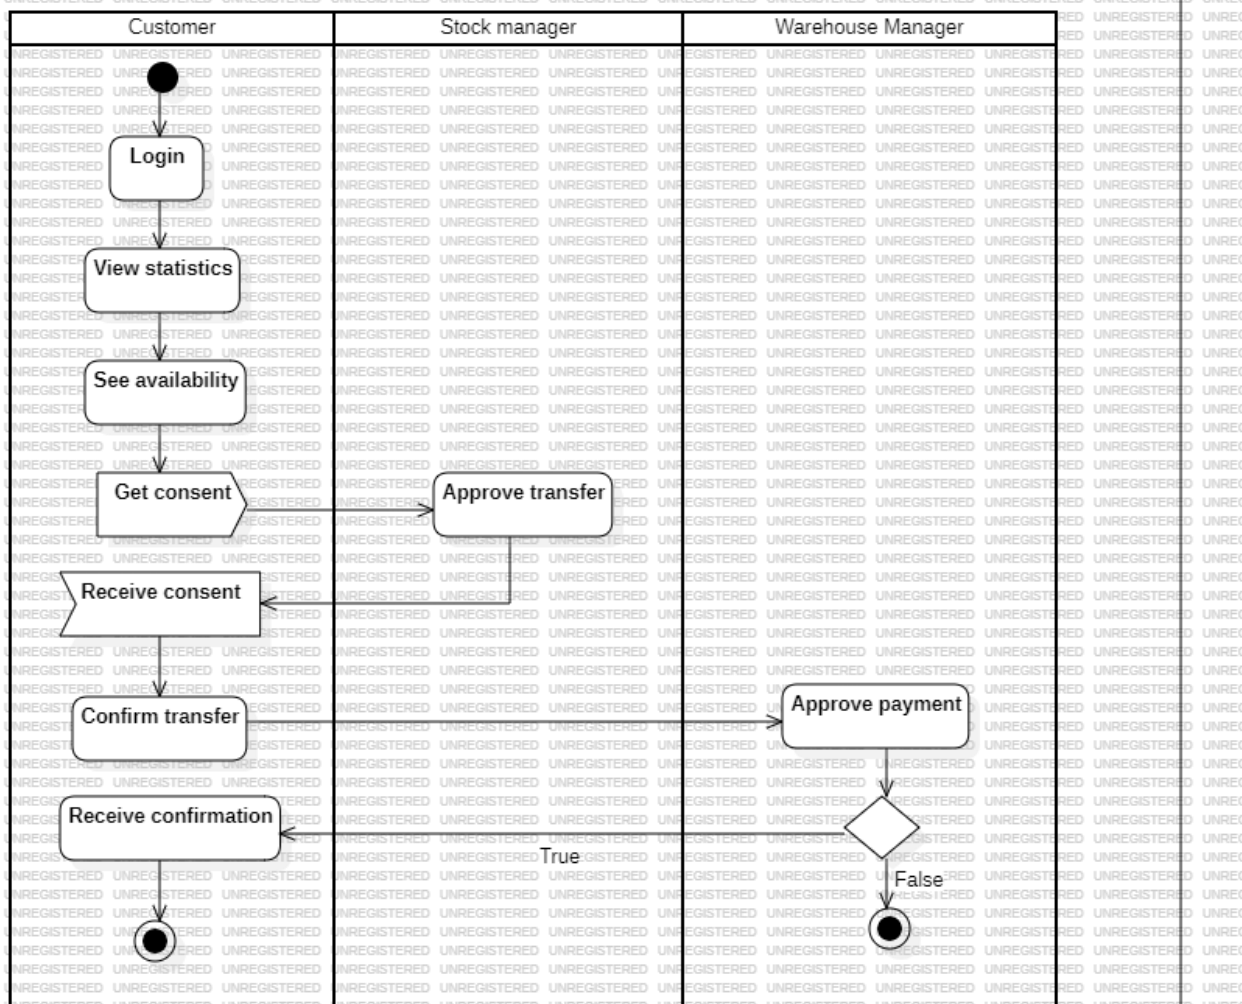 Customer
Stock manager
Warehouse Manager
Login
View statistics
See availability
Get consent
Approve transfer
Receive consent
Confirm transfer
Approve payment
Receive confirmation
True
False
UNREGISTERED